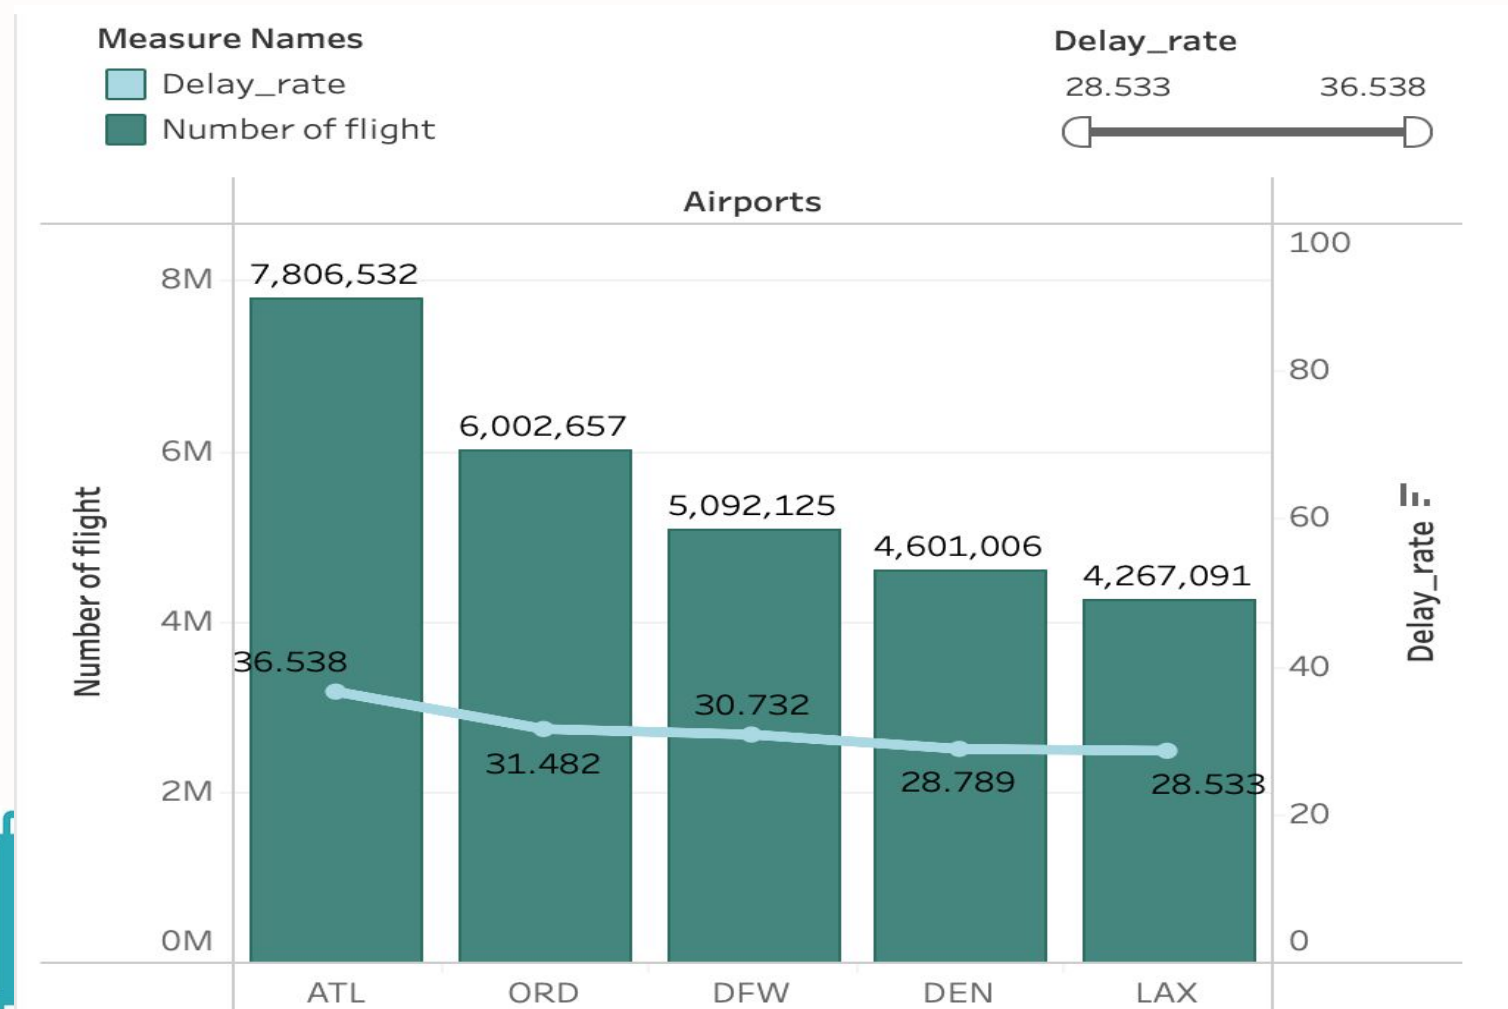 Measure Names
Delay_rate
Number of flight
Delay_rate
28.533 36.538
Airports
Number of flight
8M
6M
4M
2M
0M
7,806,532
6,002,657
5,092,125
4,601,006
4,267,091
36.538
31.482
30.732
28.789
28.533
100
80
60
40
20
0
Delay_rate
ATL ORD DFW DEN LAX